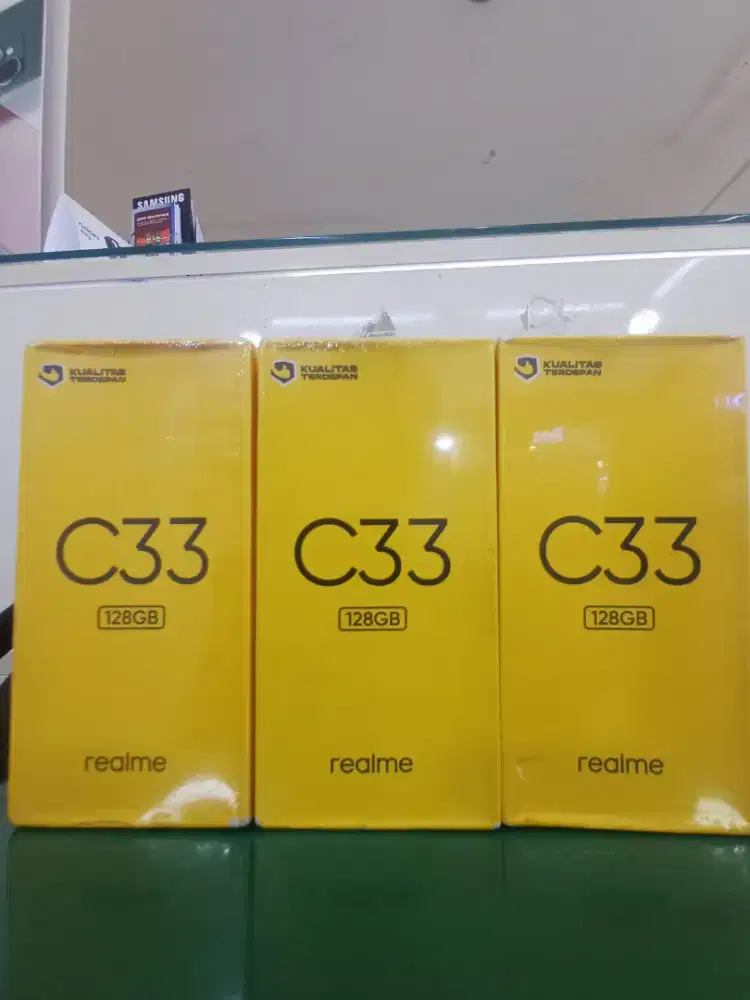 SAMSUNG
KUALITAS
TERDEPAN
C33
128GB
realme
KUALITAS
TERDEPAN
C33
128GB
realme
KUALITAS
TERDEPAN
C33
128GB
realme